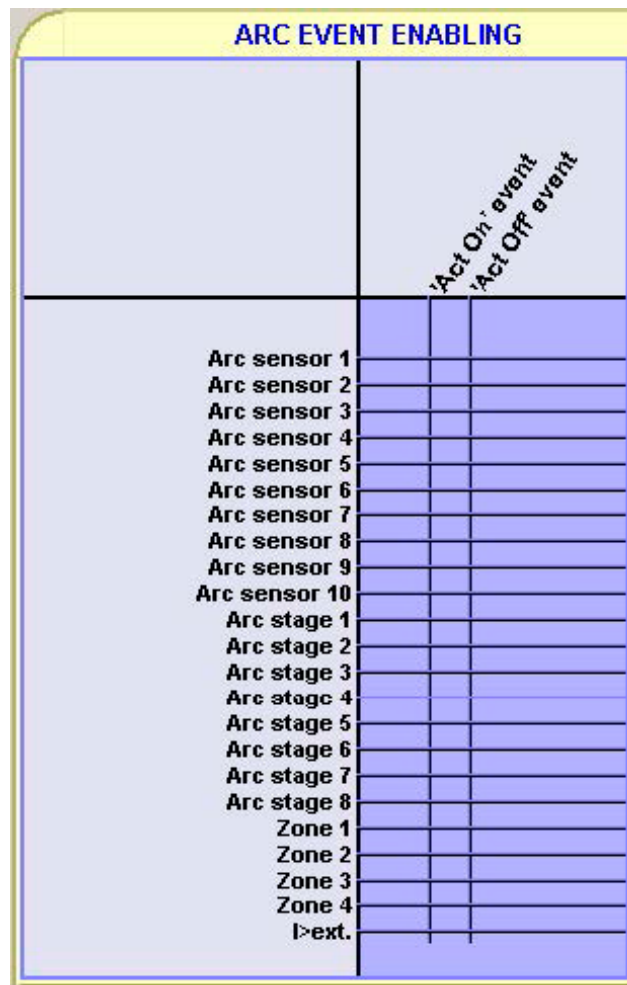 ARC EVENT ENABLING
'Act On' event
'Act Off' event
Arc sensor 1
Arc sensor 2
Arc sensor 3
Arc sensor 4
Arc sensor 5
Arc sensor 6
Arc sensor 7
Arc sensor 8
Arc sensor 9
Arc sensor 10
Arc stage 1
Arc stage 2
Arc stage 3
Arc stage 4
Arc stage 5
Arc stage 6
Arc stage 7
Arc stage 8
Zone 1
Zone 2
Zone 3
Zone 4
I>ext.